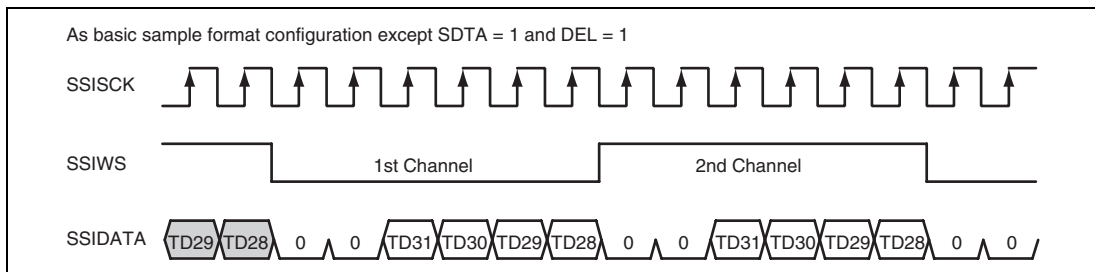 As basic sample format configuration except SDTA = 1 and DEL = 1
SSISCK
SSIWS 1st Channel 2nd Channel
SSIDATA TD29 TD28 0 0 TD31 TD30 TD29 TD28 0 0 TD31 TD30 TD29 TD28 0 0